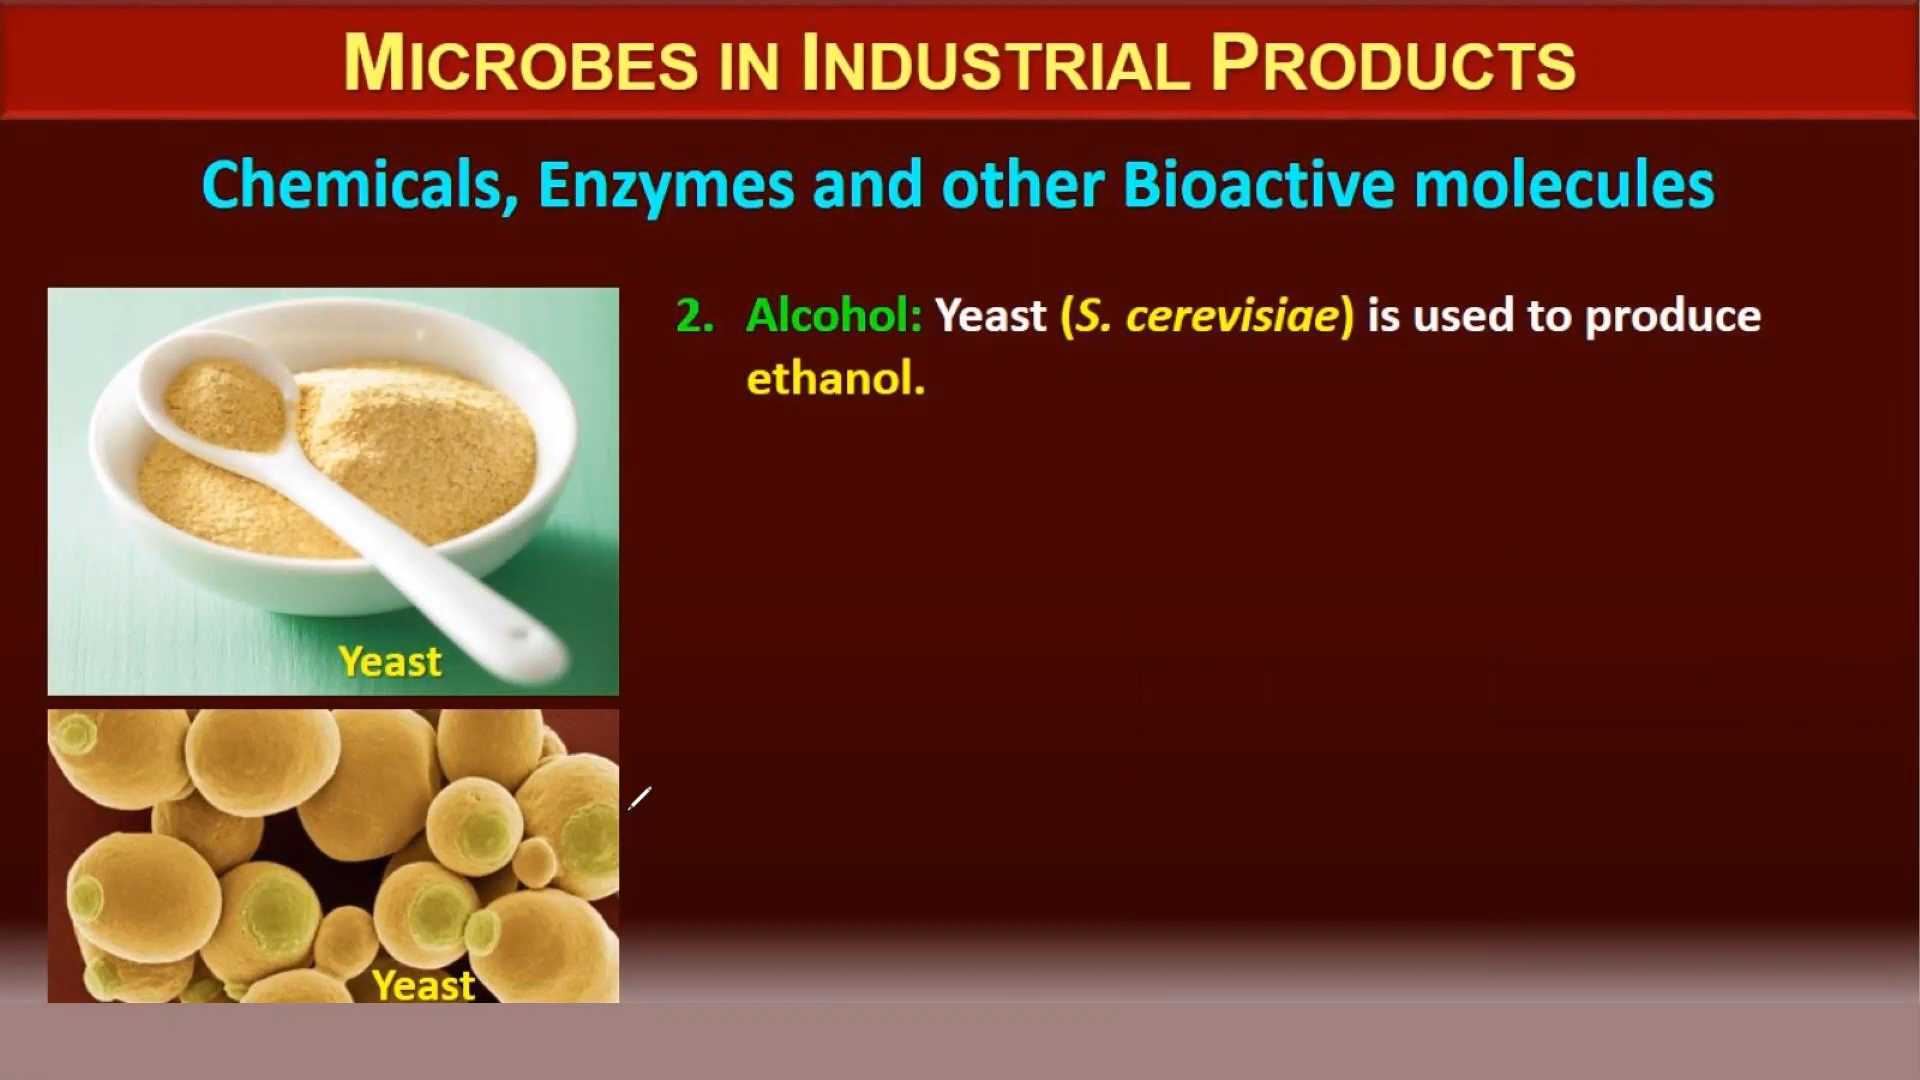 MICROBES IN INDUSTRIAL PRODUCTS
Chemicals, Enzymes and other Bioactive molecules
2. Alcohol: Yeast (S. cerevisiae) is used to produce
ethanol.
Yeast
Yeast